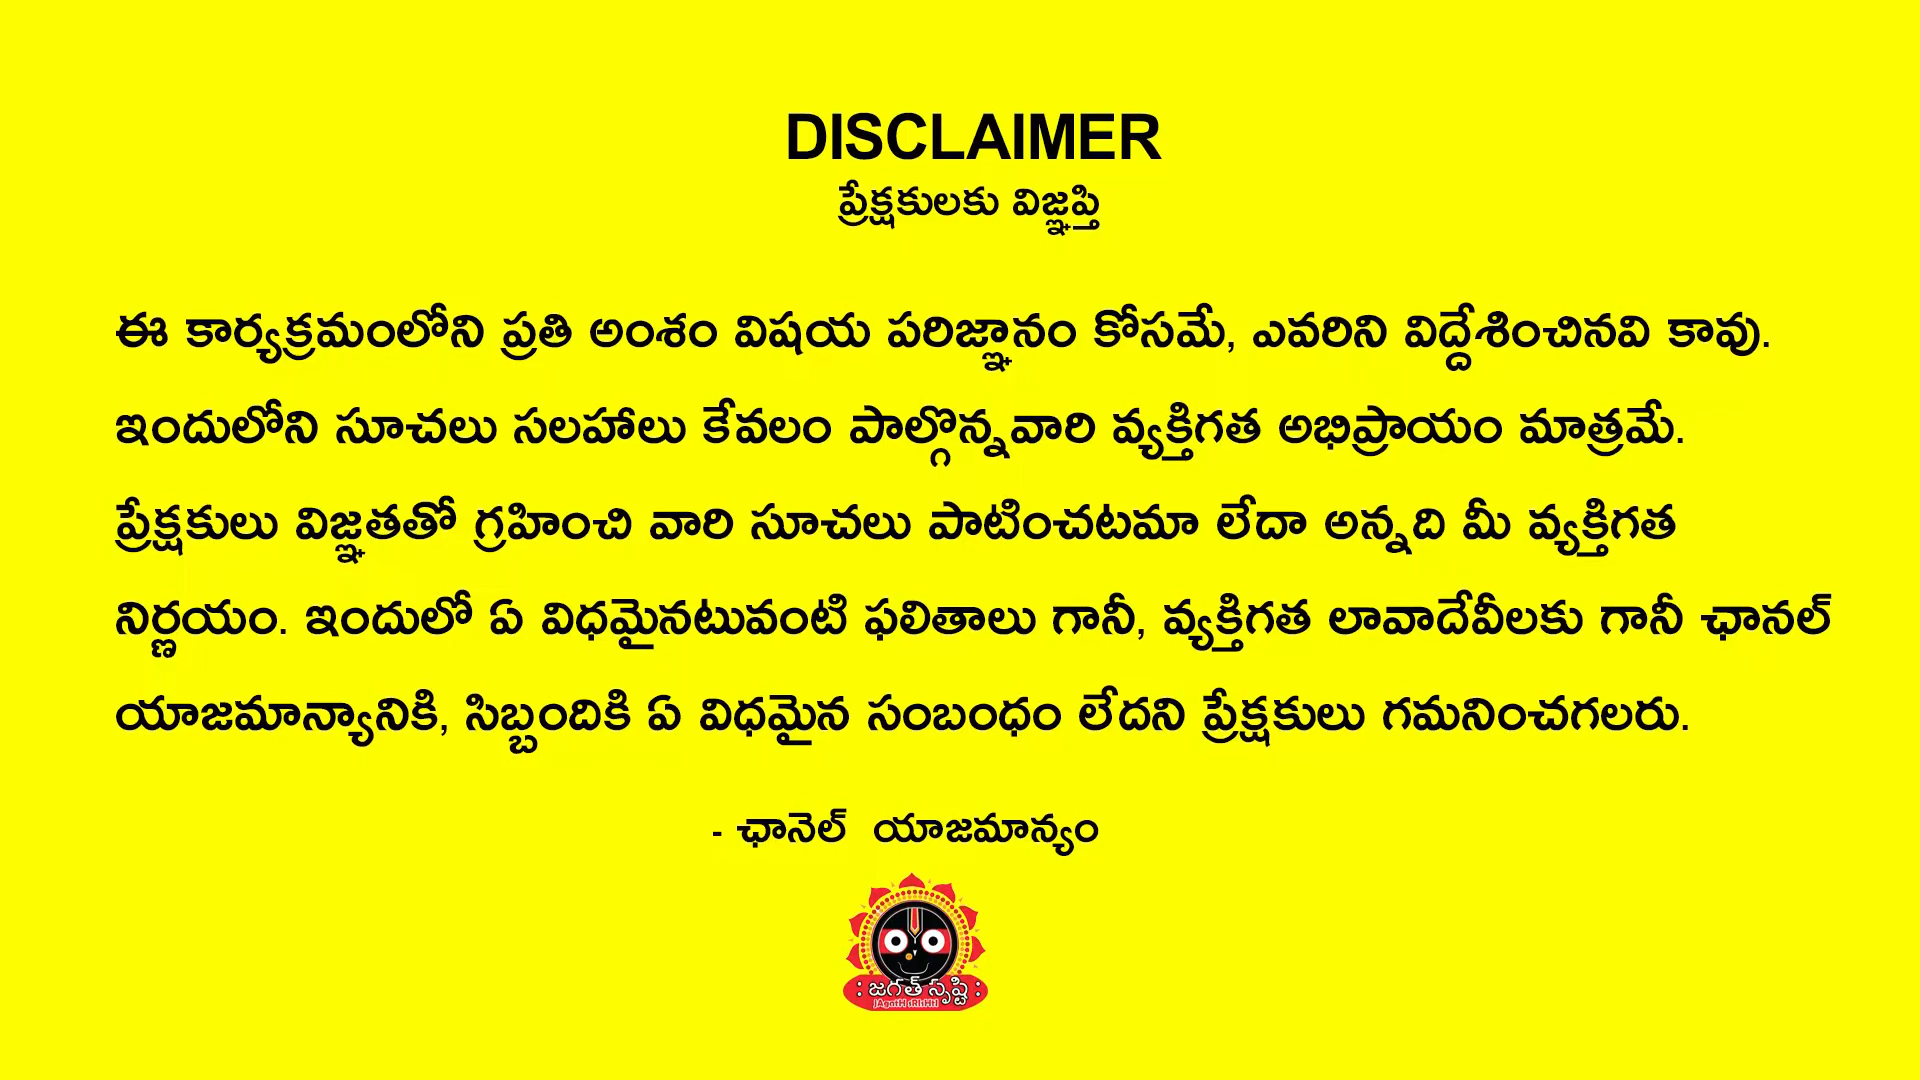 DISCLAIMER
ప్రేక్షకులకు విజ్ఞప్తి
ఈ కార్యక్రమంలోని ప్రతి అంశం విషయ పరిజ్ఞానం కోసమే, ఎవరిని విద్దేశించినవి కావు.
ఇందులోని సూచలు సలహాలు కేవలం పాల్గొన్నవారి వ్యక్తిగత అభిప్రాయం మాత్రమే.
ప్రేక్షకులు విజ్ఞతతో గ్రహించి వారి సూచలు పాటించటమా లేదా అన్నది మీ వ్యక్తిగత
నిర్ణయం. ఇందులో ఏ విధమైనటువంటి ఫలితాలు గానీ, వ్యక్తిగత లావాదేవీలకు గానీ ఛానల్
యాజమాన్యానికి, సిబ్బందికి ఏ విధమైన సంబంధం లేదని ప్రేక్షకులు గమనించగలరు.
- ఛానెల్ యాజమాన్యం
: జగత్ సృష్టి :
JAgatH sRIsHtI